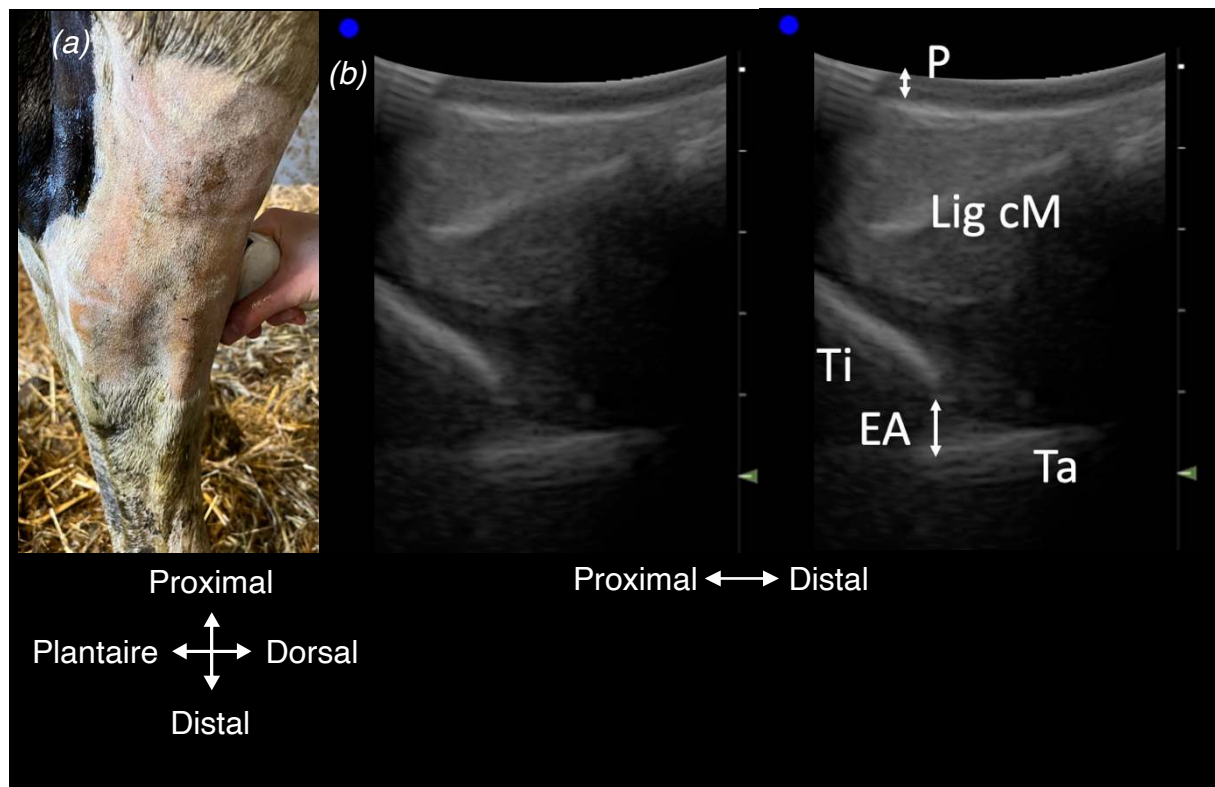 (a)
(b)
P
Lig cM
Ti
EA
Ta
Proximal
Plantaire Dorsal
Distal
Proximal Distal